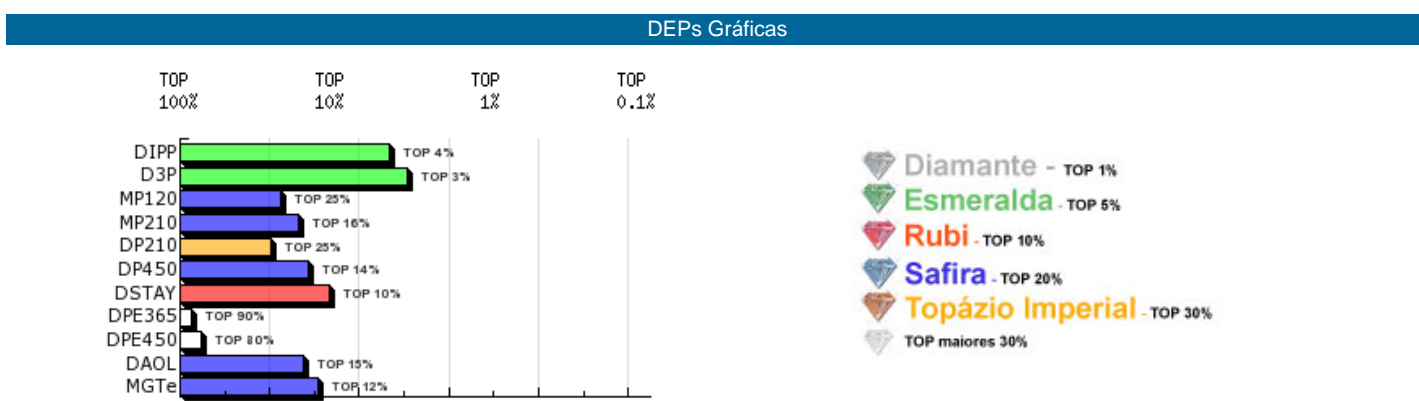 DEPs Gráficas
TOP 100%
TOP 10%
TOP 1%
TOP 0.1%
DIPP TOP 4%
D3P TOP 3%
MP120 TOP 25%
MP210 TOP 16%
DP210 TOP 25%
DP450 TOP 14%
DSTAY TOP 10%
DPE365 TOP 90%
DPE450 TOP 80%
DAOL TOP 15%
MGTe TOP 12%
Diamante - TOP 1%
Esmeralda - TOP 5%
Rubi - TOP 10%
Safira - TOP 20%
Topázio Imperial - TOP 30%
TOP maiores 30%